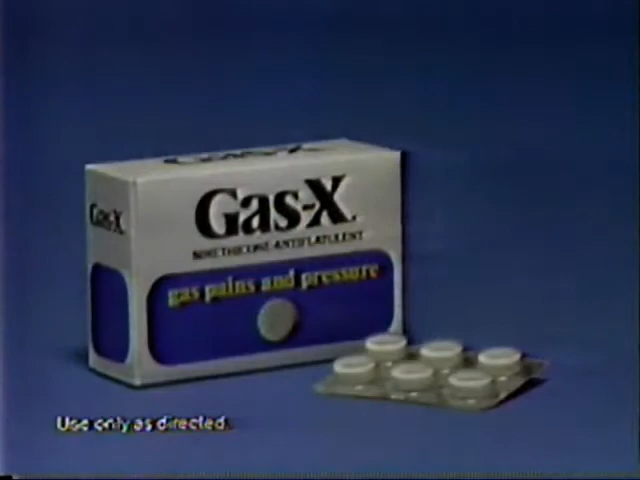 Gas-X.
Gas-X.
SIMETHICONE-ANTIFLATULENT
gas pains and pressure
Use only as directed.